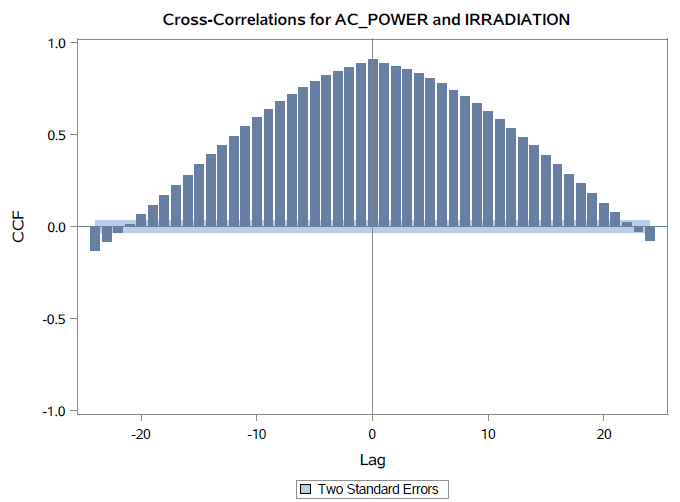 Cross-Correlations for AC_POWER and IRRADIATION
1.0
0.5
0.0
-0.5
-1.0
CCF
-20 -10 0 10 20
Lag
Two Standard Errors